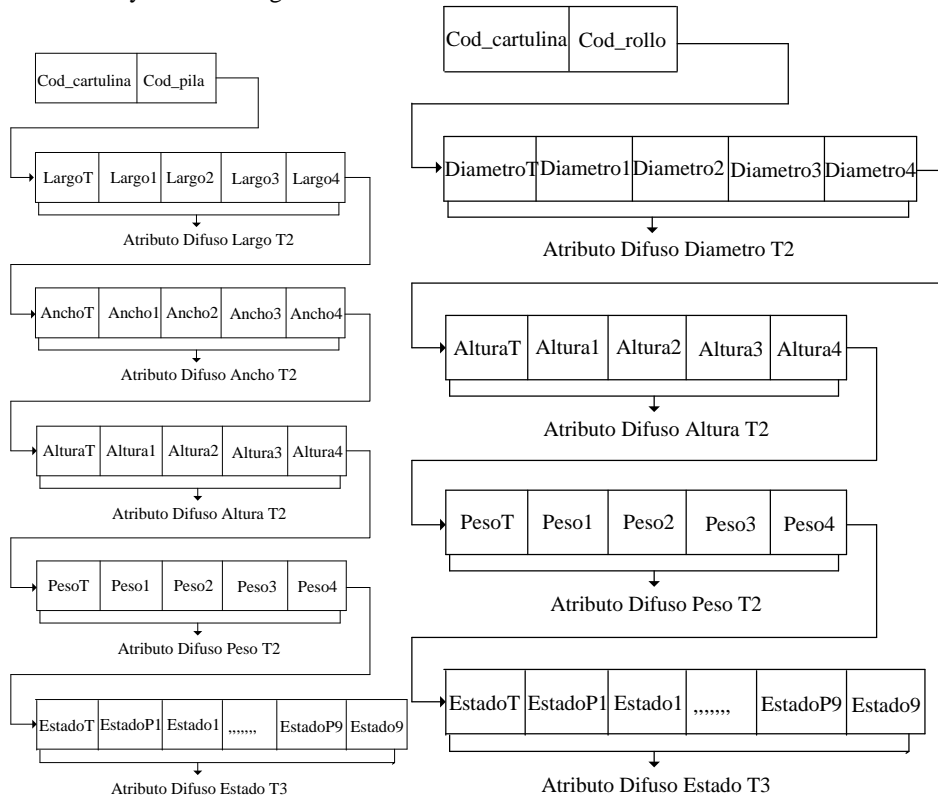 Cod_cartulina Cod_pila
LargoT Largo1 Largo2 Largo3 Largo4
Atributo Difuso Largo T2
AnchoT Ancho1 Ancho2 Ancho3 Ancho4
Atributo Difuso Ancho T2
AlturaT Altura1 Altura2 Altura3 Altura4
Atributo Difuso Altura T2
PesoT Peso1 Peso2 Peso3 Peso4
Atributo Difuso Peso T2
EstadoT EstadoP1 Estado1 ,,,,,,, EstadoP9 Estado9
Atributo Difuso Estado T3
Cod_cartulina Cod_rollo
DiametroT Diametro1 Diametro2 Diametro3 Diametro4
Atributo Difuso Diametro T2
AlturaT Altura1 Altura2 Altura3 Altura4
Atributo Difuso Altura T2
PesoT Peso1 Peso2 Peso3 Peso4
Atributo Difuso Peso T2
EstadoT EstadoP1 Estado1 ,,,,,,, EstadoP9 Estado9
Atributo Difuso Estado T3